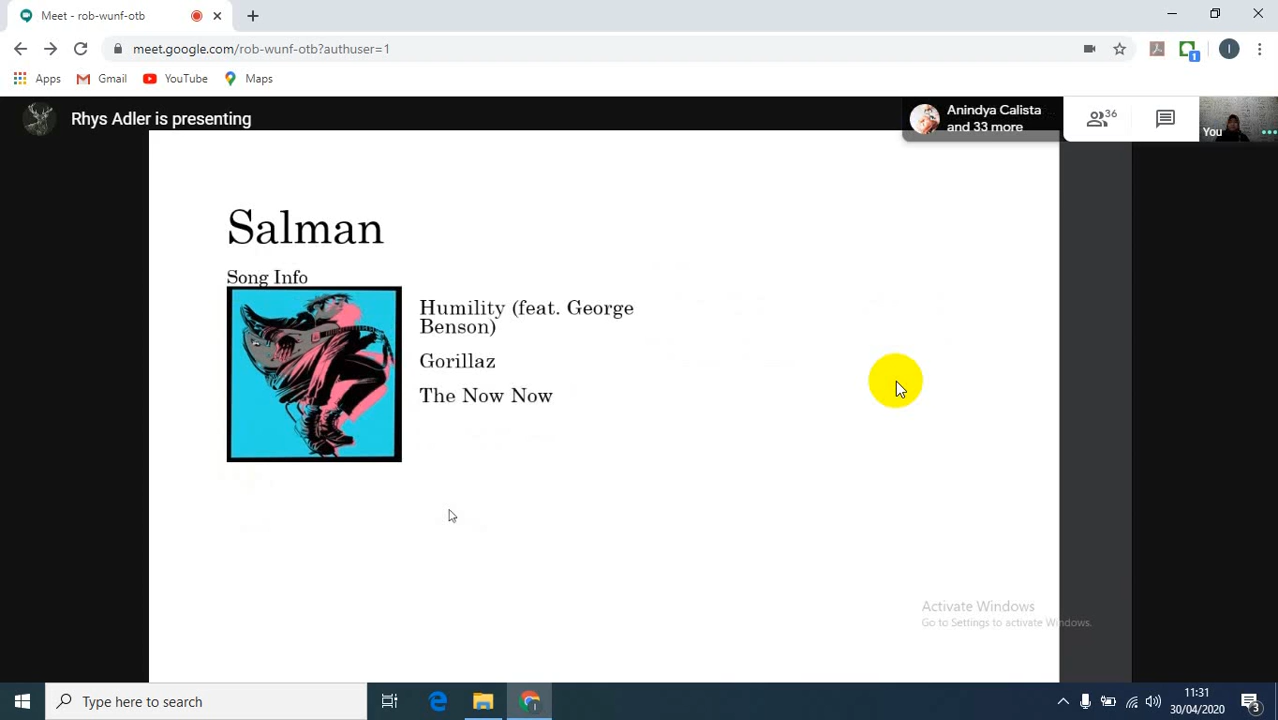 Meet - rob-wunf-otb
meet.google.com/rob-wunf-otb?authuser=1
1
I
Apps
Gmail
YouTube
Maps
Rhys Adler is presenting
Anindya Calista
and 33 more
36
You
Salman
Song Info
Humility (feat. George
Benson)
Gorillaz
The Now Now
Activate Windows
Go to Settings to activate Windows.
Type here to search
11:31
30/04/2020
3